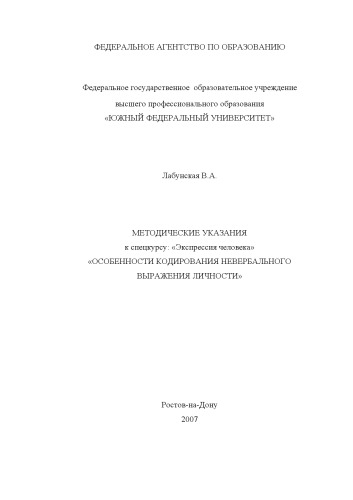 ФЕДЕРАЛЬНОЕ АГЕНТСТВО ПО ОБРАЗОВАНИЮ
Федеральное государственное образовательное учреждение
высшего профессионального образования
«ЮЖНЫЙ ФЕДЕРАЛЬНЫЙ УНИВЕРСИТЕТ»
Лабунская В.А.
МЕТОДИЧЕСКИЕ УКАЗАНИЯ
к спецкурсу: «Экспрессия человека»
«ОСОБЕННОСТИ КОДИРОВАНИЯ НЕВЕРБАЛЬНОГО
ВЫРАЖЕНИЯ ЛИЧНОСТИ»
Ростов-на-Дону
2007